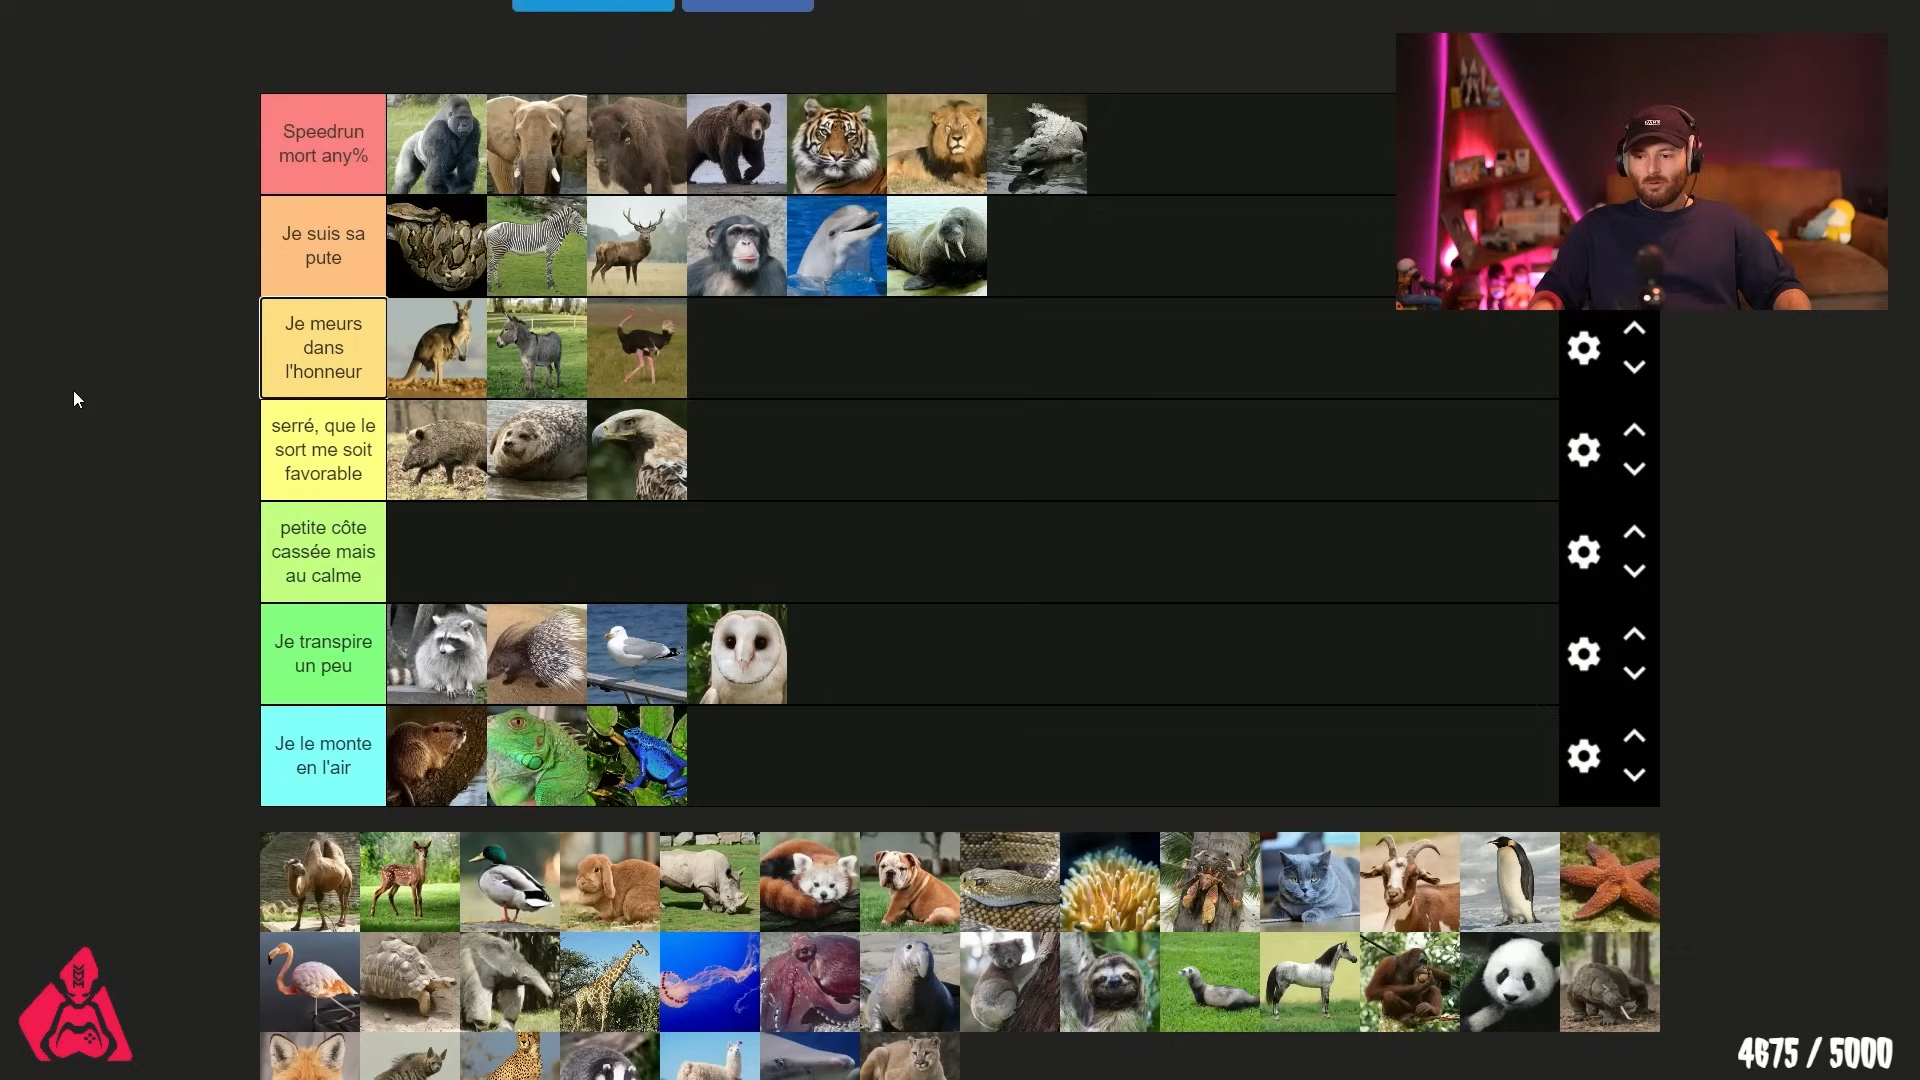 Speedrun
mort any%
Je suis sa
pute
Je meurs
dans
l'honneur
serré, que le
sort me soit
favorable
petite côte
cassée mais
au calme
Je transpire
un peu
Je le monte
en l'air
4675 / 5000